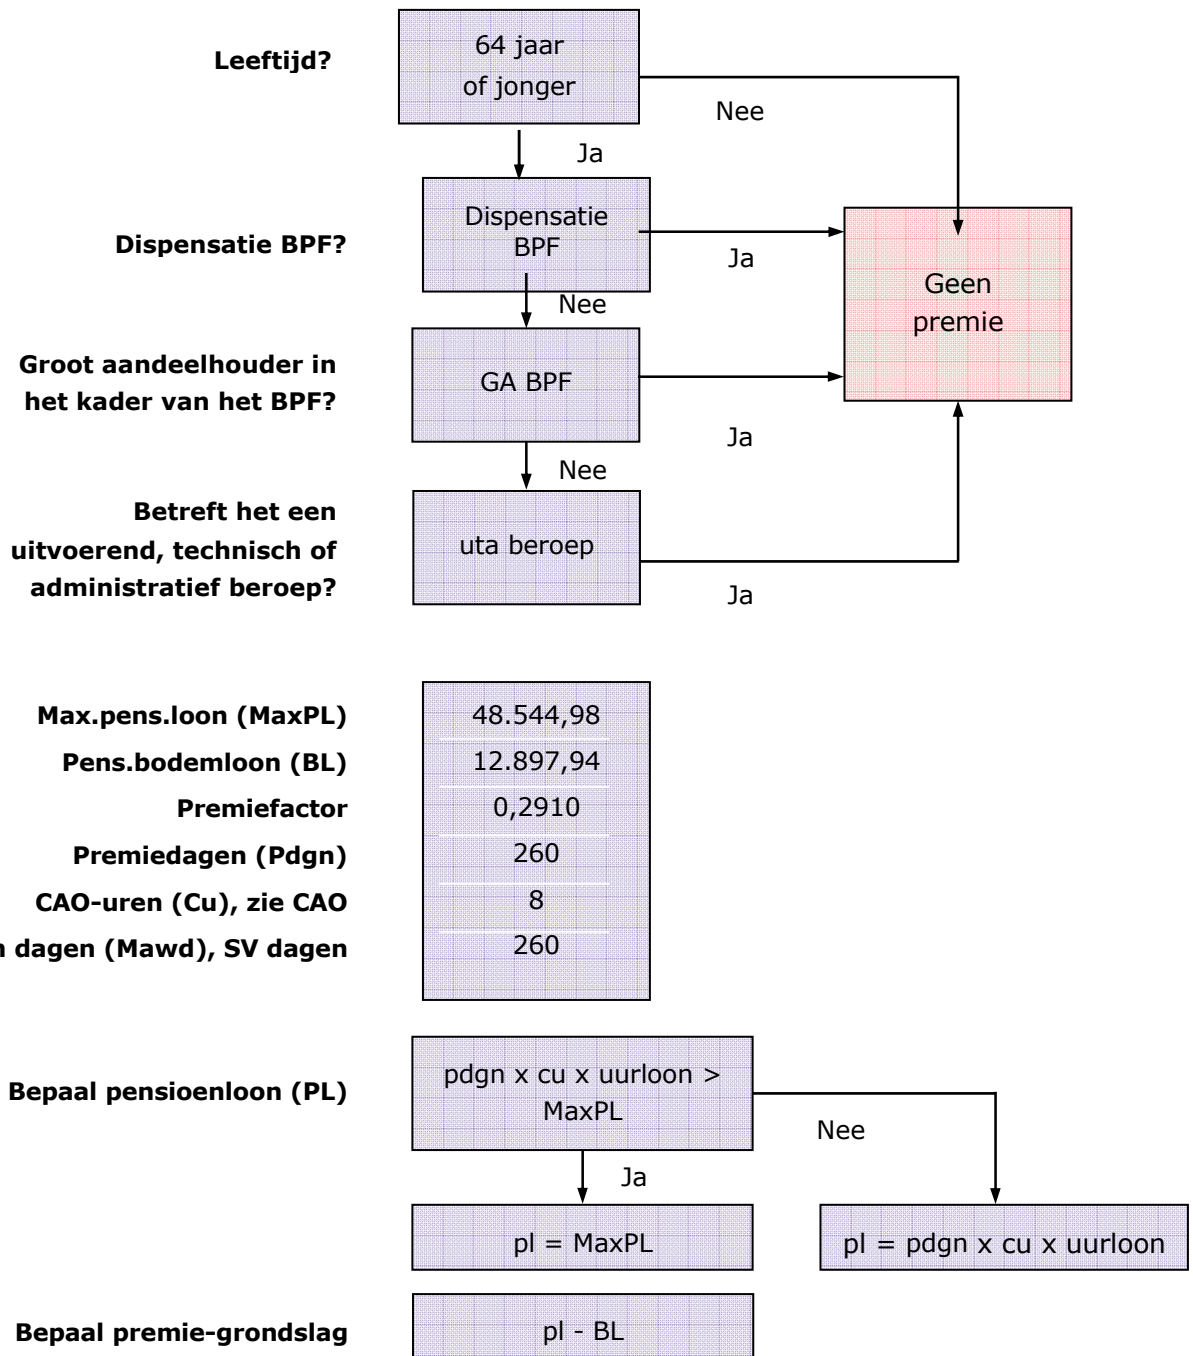 Leeftijd?
64 jaar
of jonger
Nee
Ja
Dispensatie BPF?
Dispensatie
BPF
Ja
Nee
Geen
premie
Groot aandeelhouder in
het kader van het BPF?
GA BPF
Ja
Nee
Betreft het een
uitvoerend, technisch of
administratief beroep?
uta beroep
Ja
Max.pens.loon (MaxPL) 48.544,98
Pens.bodemloon (BL) 12.897,94
Premiefactor 0,2910
Premiedagen (Pdgn) 260
CAO-uren (Cu), zie CAO 8
dagen (Mawd), SV dagen 260
Bepaal pensioenloon (PL)
pdgn x cu x uurloon >
MaxPL
Nee
Ja
pl = MaxPL
pl = pdgn x cu x uurloon
Bepaal premie-grondslag
pl - BL